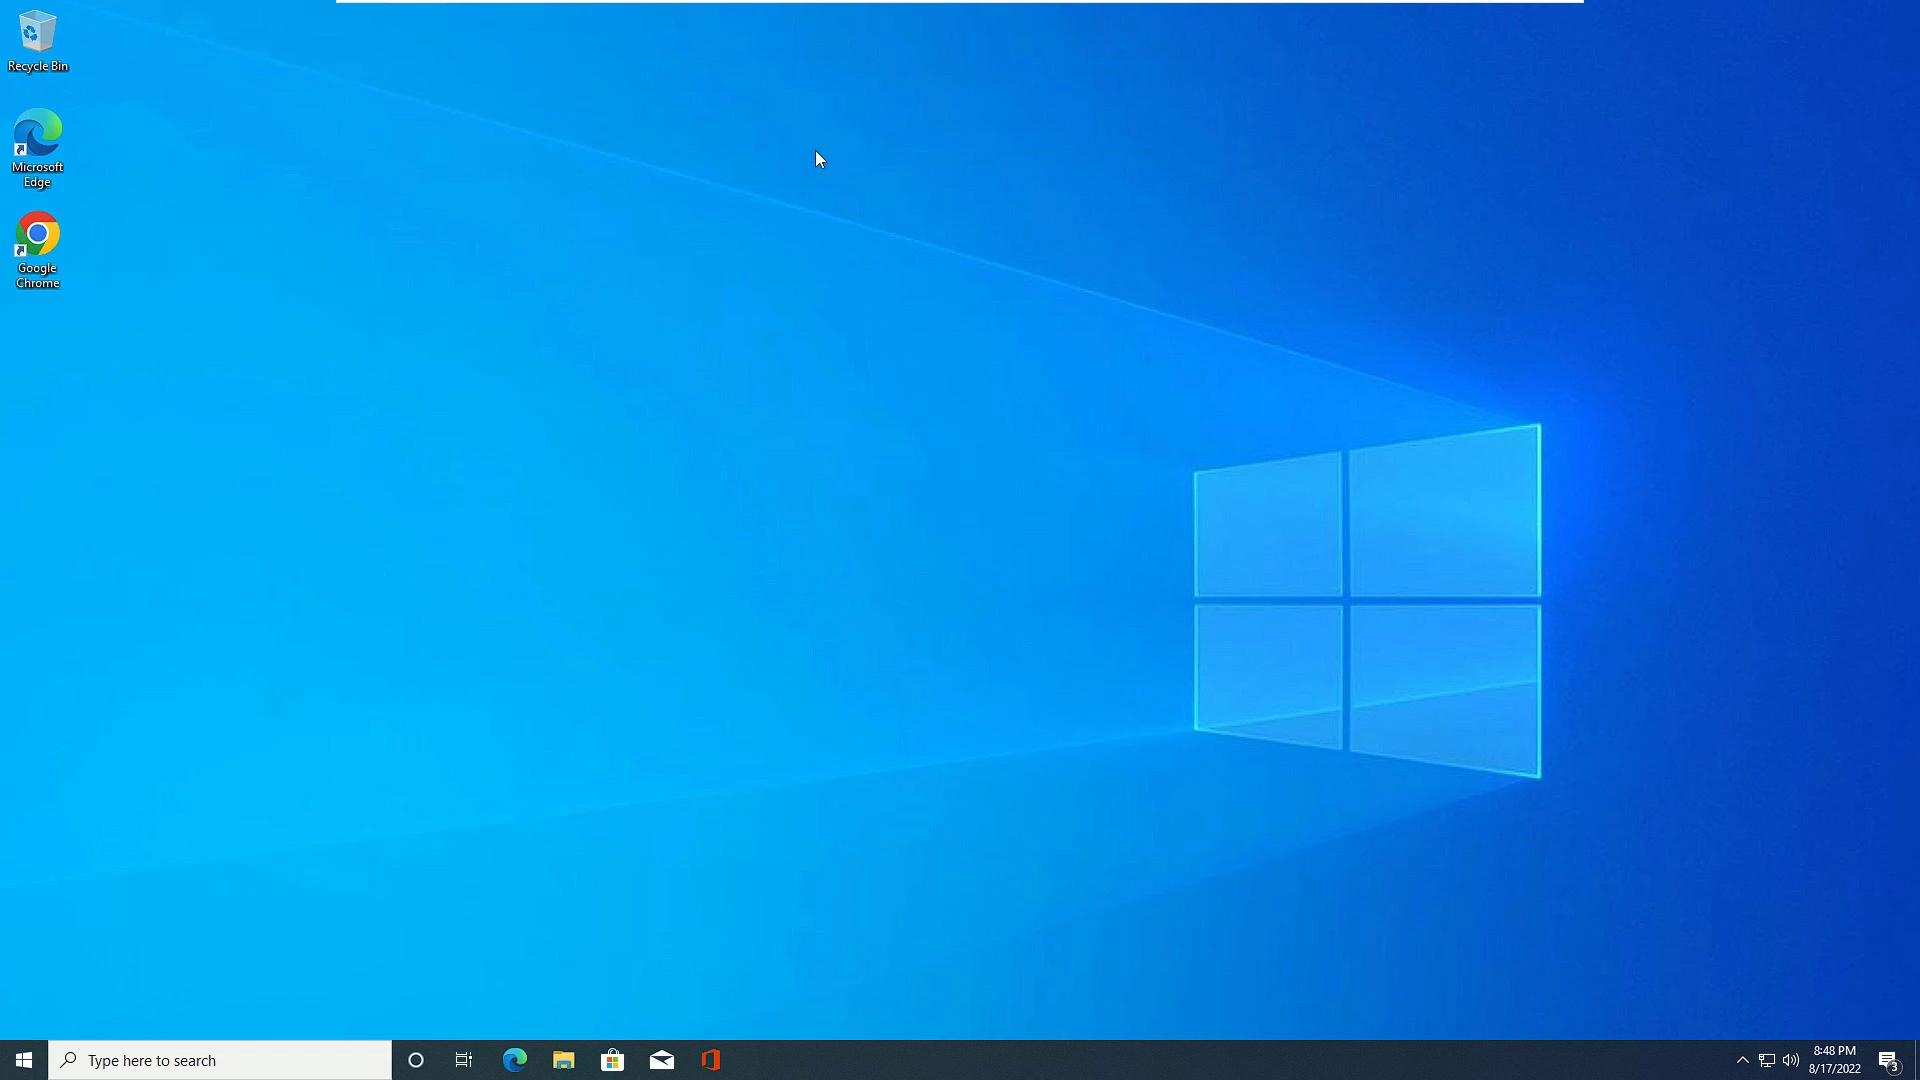 Recycle Bin
Microsoft
Edge
Google
Chrome
Type here to search
8:48 PM
8/17/2022
3